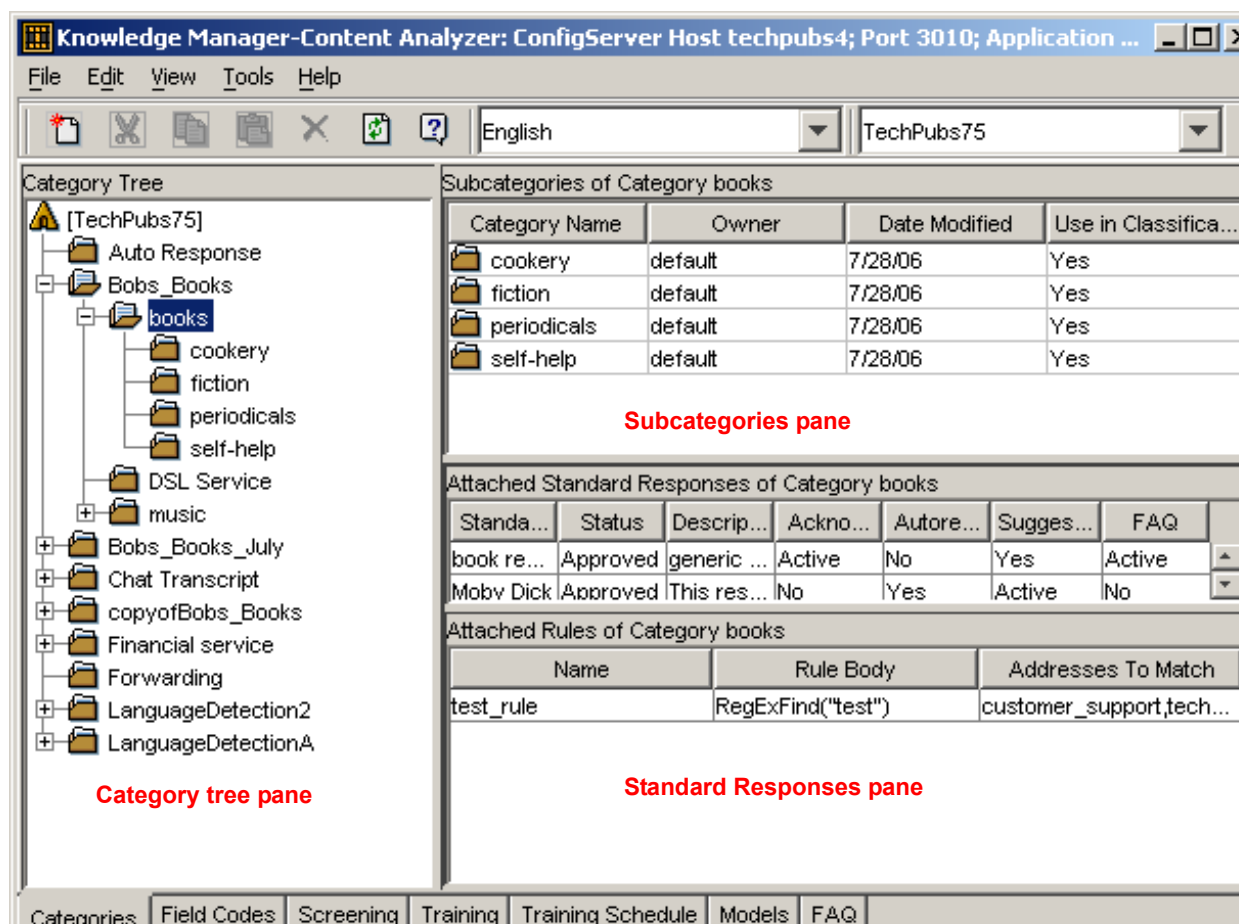 Knowledge Manager-Content Analyzer: ConfigServer Host techpubs4; Port 3010; Application ...
File Edit View Tools Help
English TechPubs75
Category Tree
[TechPubs75]
Auto Response
Bobs_Books
books
cookery
fiction
periodicals
self-help
DSL Service
music
Bobs_Books_July
Chat Transcript
copyofBobs_Books
Financial service
Forwarding
LanguageDetection2
LanguageDetectionA
Category tree pane
Subcategories of Category books
Category Name Owner Date Modified Use in Classifica...
cookery default 7/28/06 Yes
fiction default 7/28/06 Yes
periodicals default 7/28/06 Yes
self-help default 7/28/06 Yes
Subcategories pane
Attached Standard Responses of Category books
Standa... Status Descrip... Ackno... Autore... Sugges... FAQ
book re... Approved generic ... Active No Yes Active
Moby Dick Approved This res... No Yes Active No
Attached Rules of Category books
Name Rule Body Addresses To Match
test_rule RegExFind("test") customer_support,tech...
Standard Responses pane
Categories Field Codes Screening Training Training Schedule Models FAQ